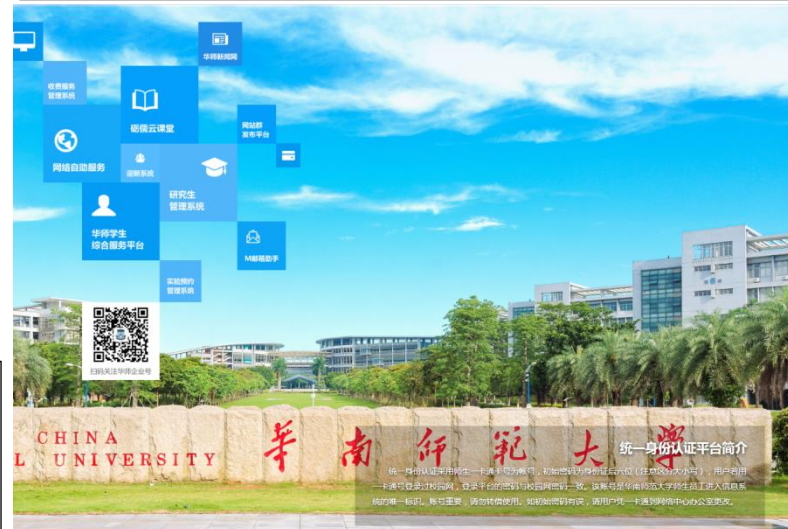 华师新闻网
收费服务
管理系统
砺儒云课堂
网站群
发布平台
网络自助服务
迎新系统
研究生
管理系统
华师学生
综合服务平台
M邮箱助手
实验预约
管理系统
扫码关注华师企业号
CHINA
L UNIVERSITY
华南师范大学
统一身份认证平台简介
统一身份认证采用师生一卡通卡号为帐号，初始密码为身份证后六位（注意区分大小写），用户若用
一卡通号登录过校园网，登录平台的密码与校园网密码一致。该账号是华南师范大学师生员工进入信息系
统的唯一标识。账号重要，请勿转借使用。如初始密码有误，请用户凭一卡通到网络中心办公室更改。